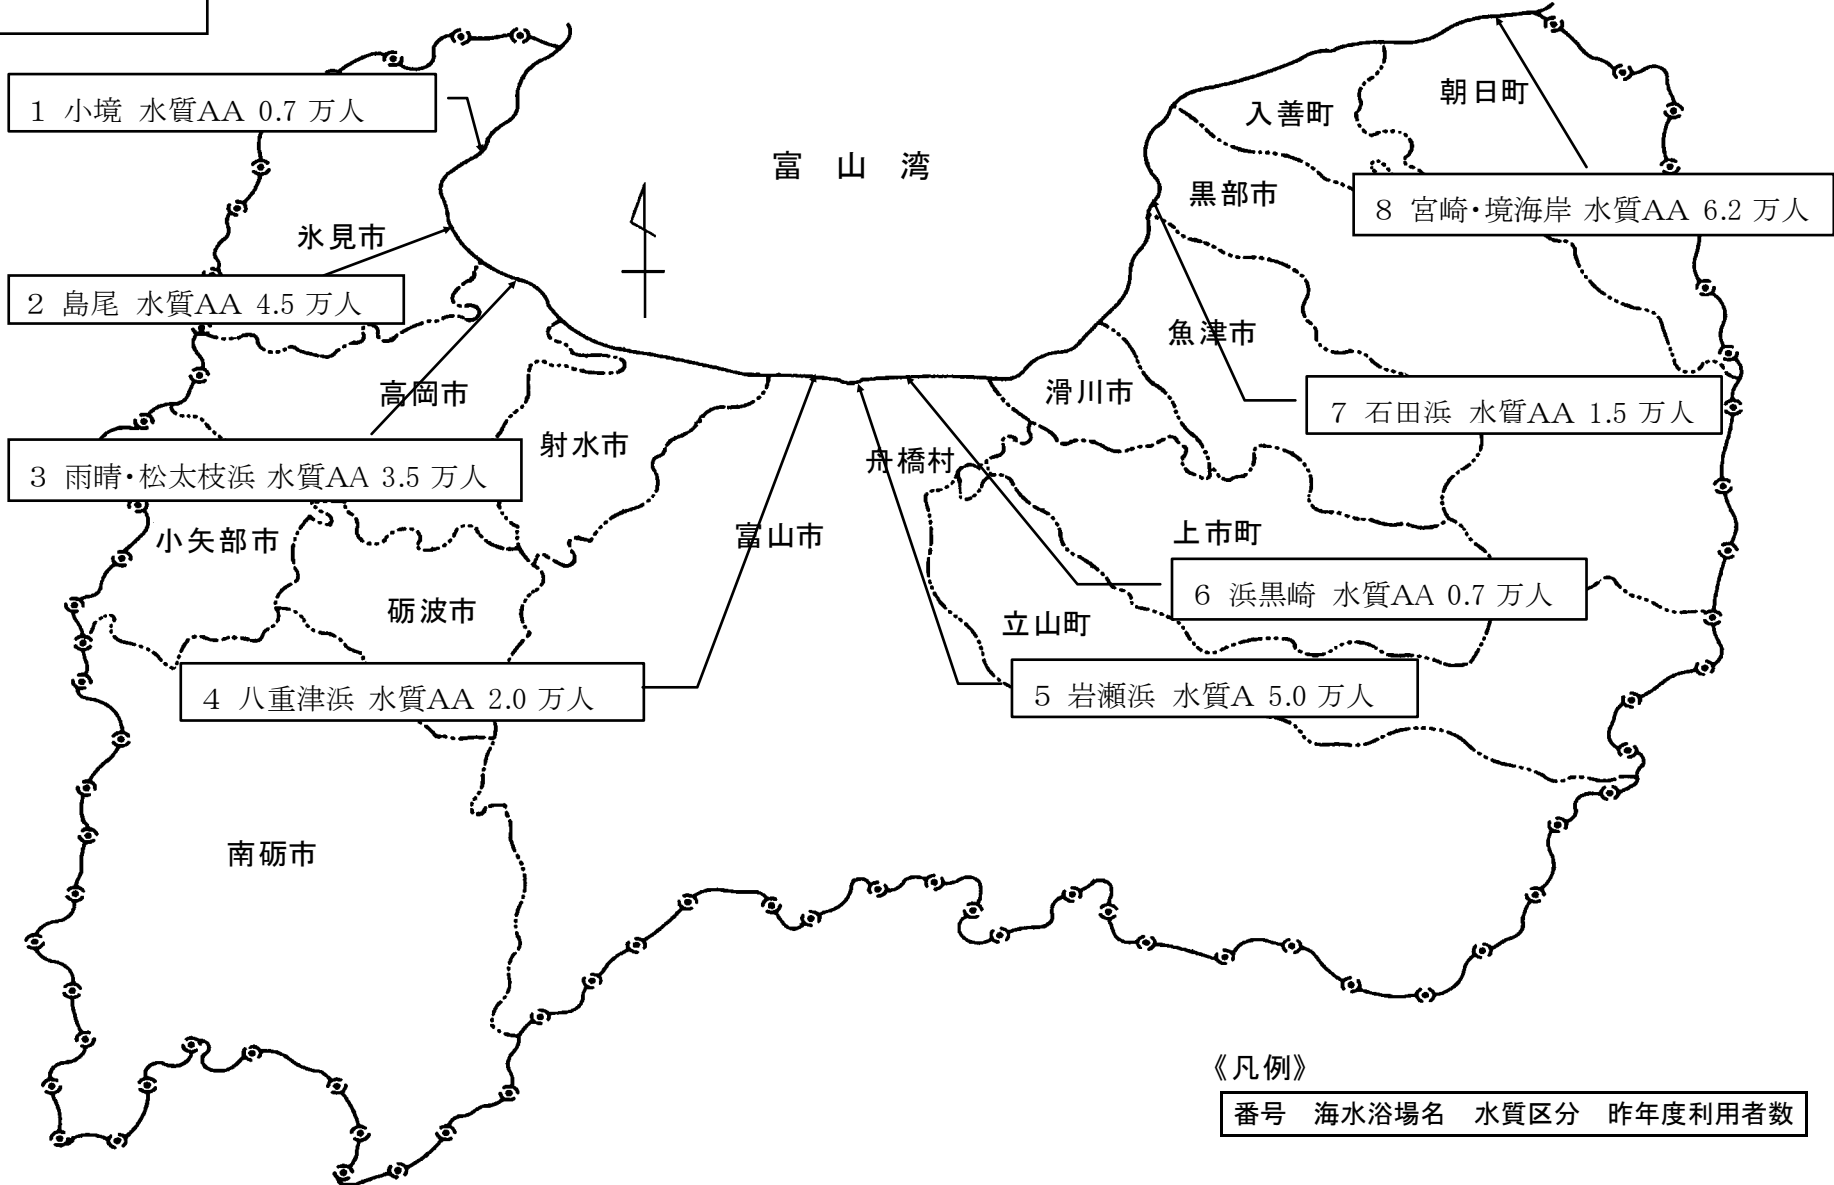 1 小境 水質AA 0.7 万人
富 山 湾
入善町
朝日町
黒部市
8 宮崎・境海岸 水質AA 6.2 万人
氷見市
2 島尾 水質AA 4.5 万人
魚津市
高岡市
滑川市
7 石田浜 水質AA 1.5 万人
射水市
3 雨晴・松太枝浜 水質AA 3.5 万人
舟橋村
小矢部市
富山市
上市町
6 浜黒崎 水質AA 0.7 万人
砺波市
立山町
4 八重津浜 水質AA 2.0 万人
5 岩瀬浜 水質A 5.0 万人
南砺市
《凡例》
番号 海水浴場名 水質区分 昨年度利用者数